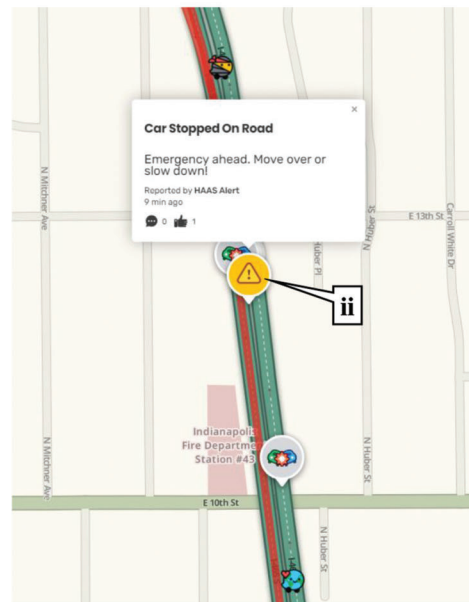 ×
Car Stopped On Road
Emergency ahead. Move over or
slow down!
Reported by HAAS Alert
9 min ago
0 1
N Mitchner Ave
N Huber St
E 13th St
Carroll White Dr
Huber Pl
ii
Indianapolis
Fire Departme
Station #43
N Mitchner Ave
N Huber St
E 10th St
N Huber St